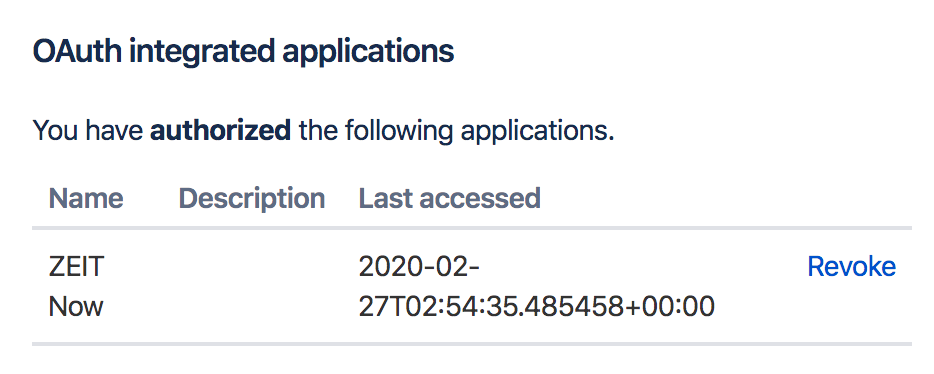 OAuth integrated applications
You have authorized the following applications.
Name Description Last accessed
ZEIT 2020-02- Revoke
Now 27T02:54:35.485458+00:00